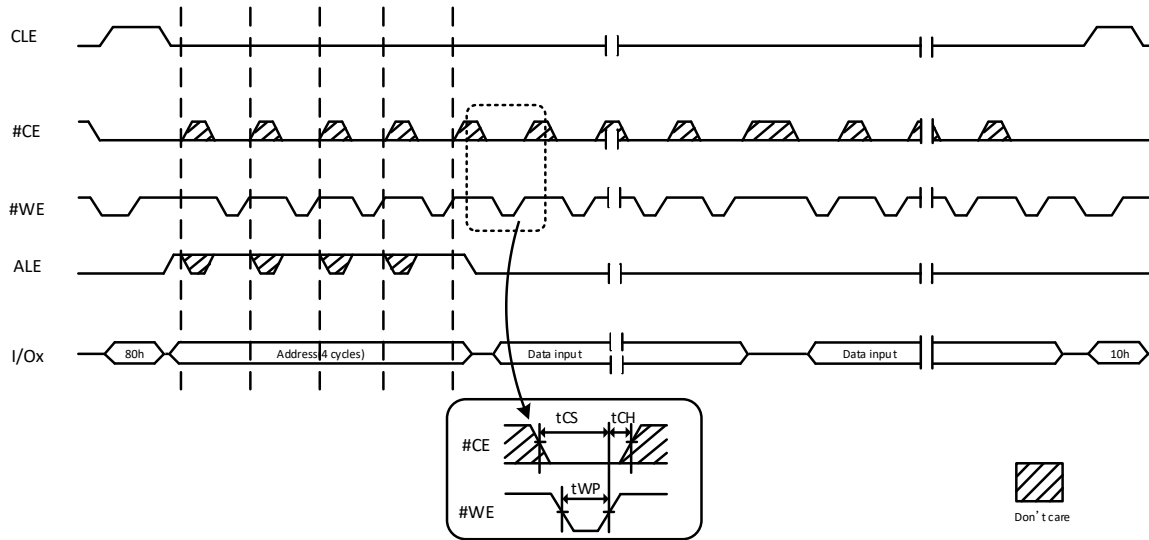 CLE
#CE
#WE
ALE
I/Ox
80h
Address(4 cycles)
Data input
Data input
10h
tCS
tCH
#CE
tWP
#WE
Don't care